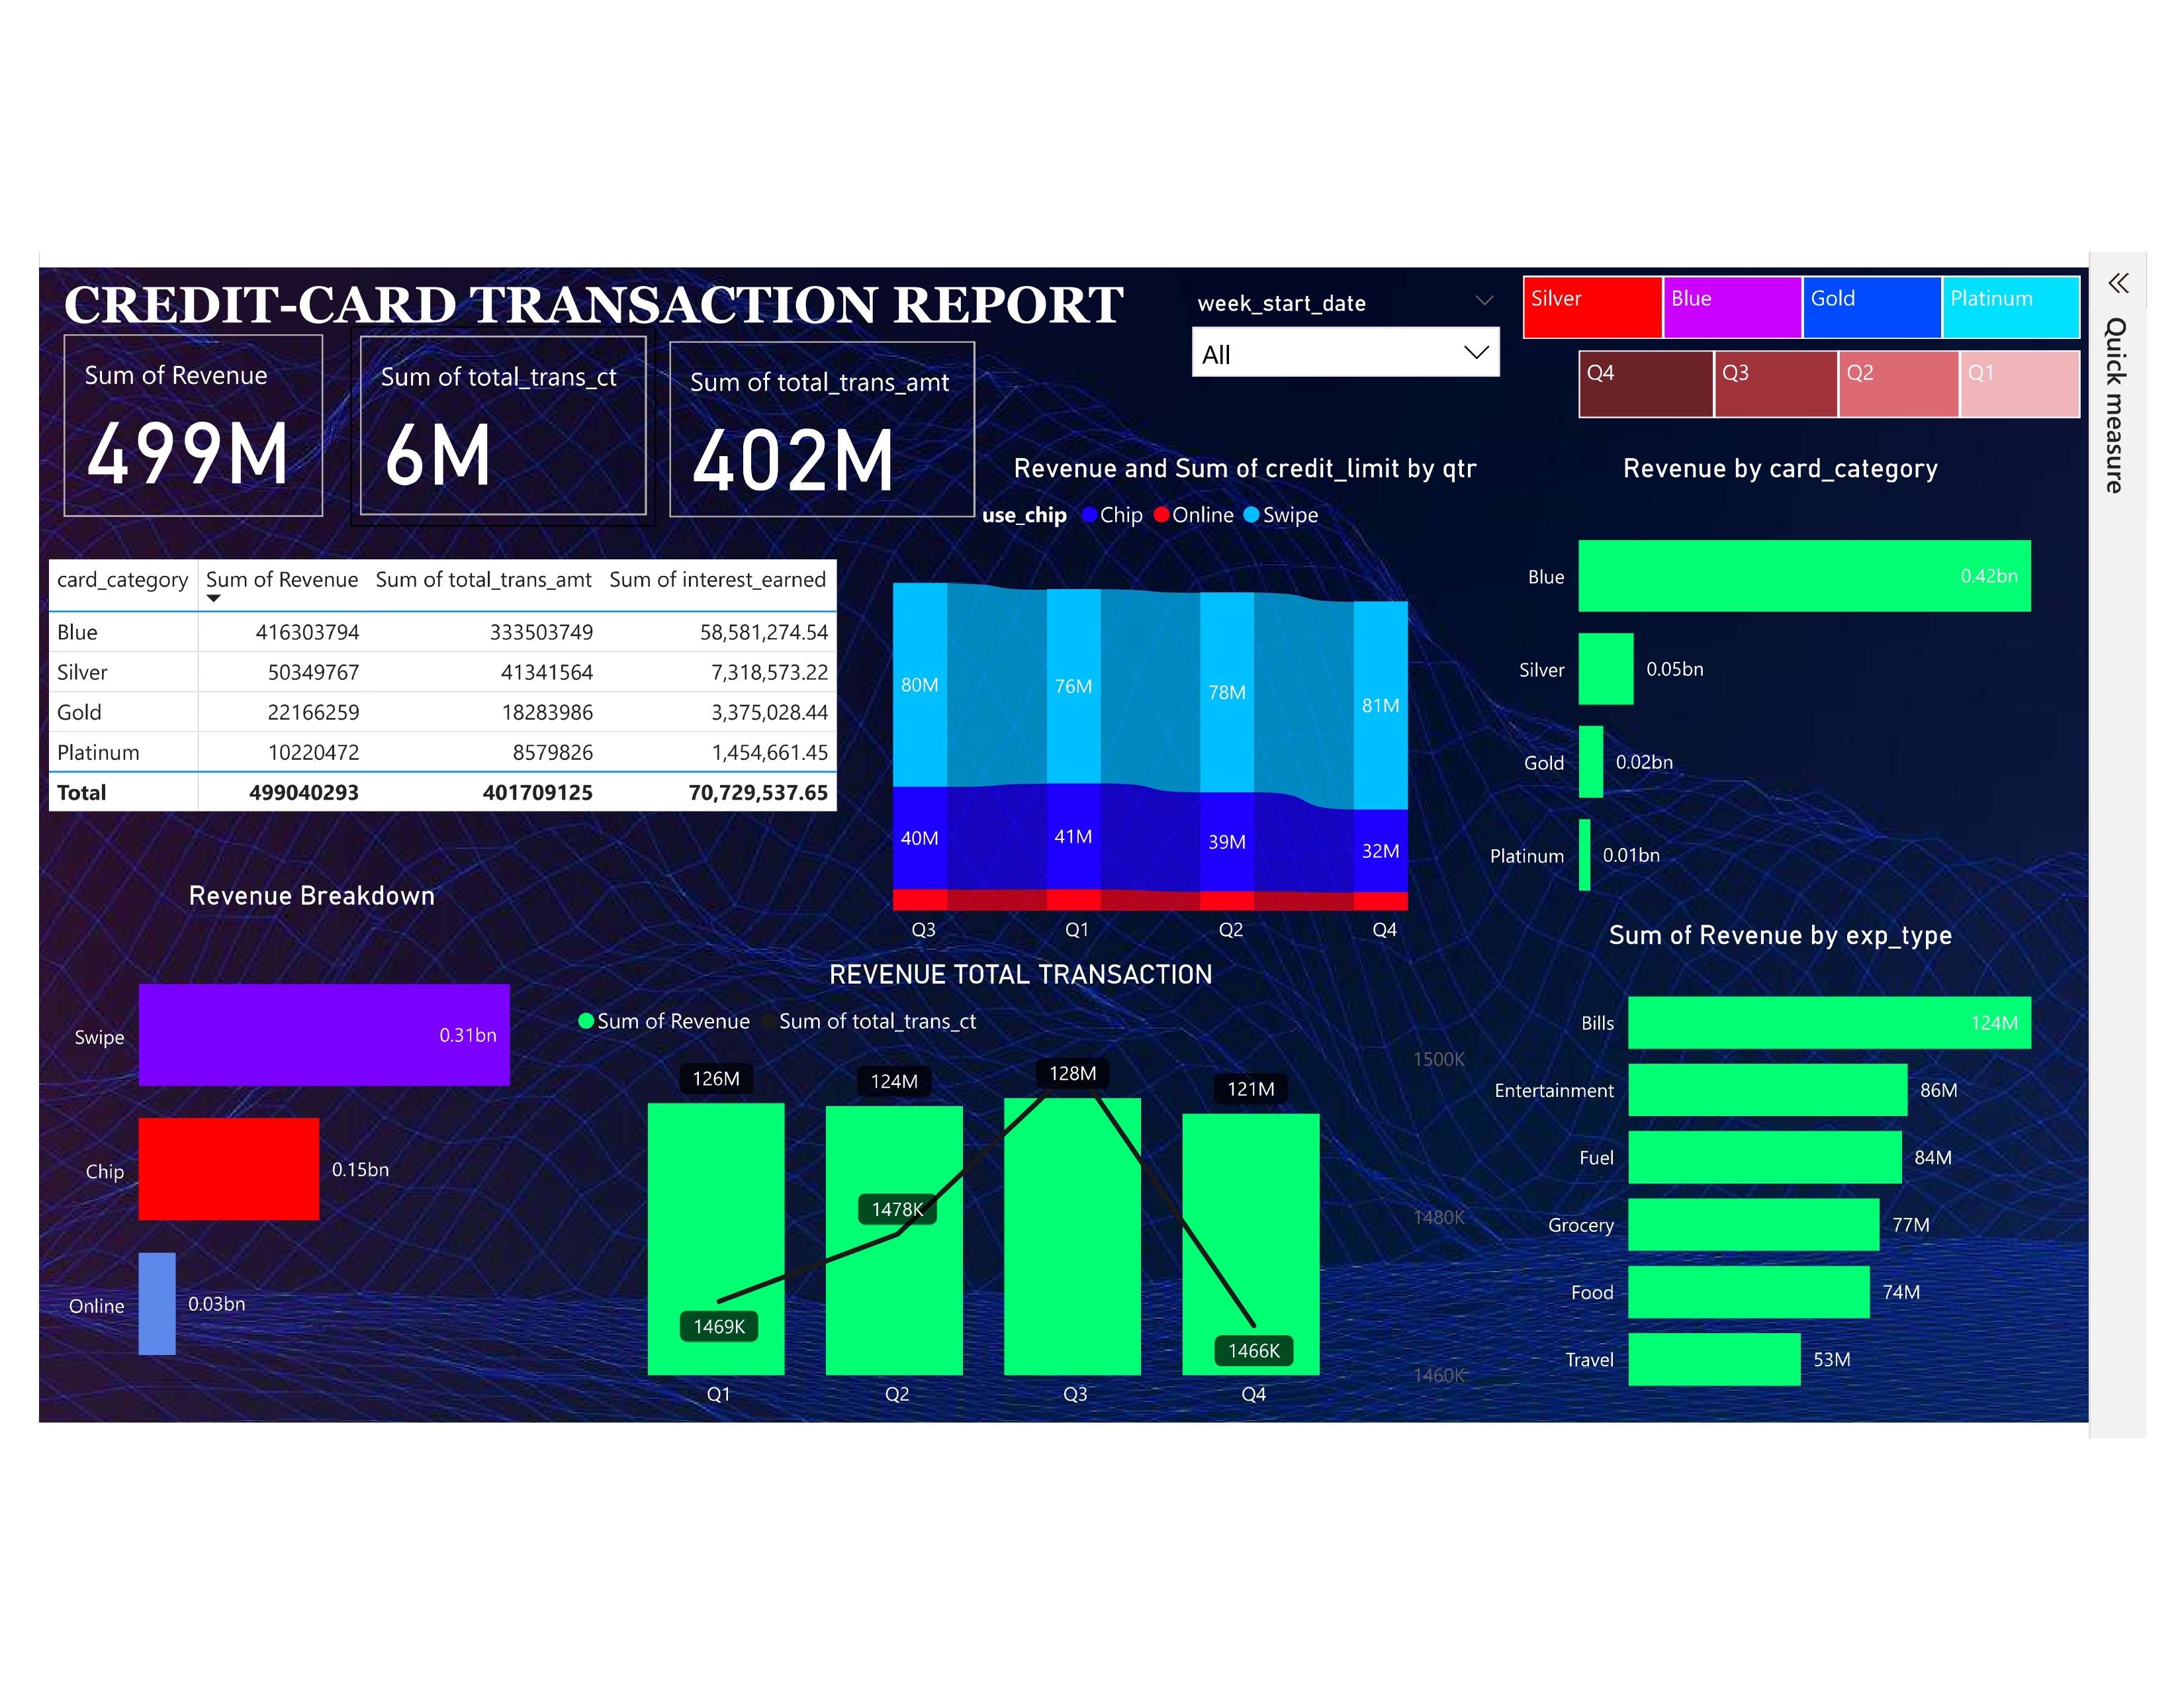 CREDIT-CARD TRANSACTION REPORT
Sum of Revenue
499M
Sum of total_trans_ct
6M
Sum of total_trans_amt
402M
week_start_date
All
Silver Blue Gold Platinum
Q4 Q3 Q2 Q1
Quick measure
card_category Sum of Revenue Sum of total_trans_amt Sum of interest_earned
Blue 416303794 333503749 58,581,274.54
Silver 50349767 41341564 7,318,573.22
Gold 22166259 18283986 3,375,028.44
Platinum 10220472 8579826 1,454,661.45
Total 499040293 401709125 70,729,537.65
Revenue and Sum of credit_limit by qtr
use_chip Chip Online Swipe
80M 76M 78M 81M
40M 41M 39M 32M
Q3 Q1 Q2 Q4
Revenue by card_category
Blue 0.42bn
Silver 0.05bn
Gold 0.02bn
Platinum 0.01bn
Revenue Breakdown
Swipe 0.31bn
Chip 0.15bn
Online 0.03bn
REVENUE TOTAL TRANSACTION
Sum of Revenue Sum of total_trans_ct
126M 124M 128M 121M
1469K 1478K 1466K
1500K
1480K
1460K
Q1 Q2 Q3 Q4
Sum of Revenue by exp_type
Bills 124M
Entertainment 86M
Fuel 84M
Grocery 77M
Food 74M
Travel 53M